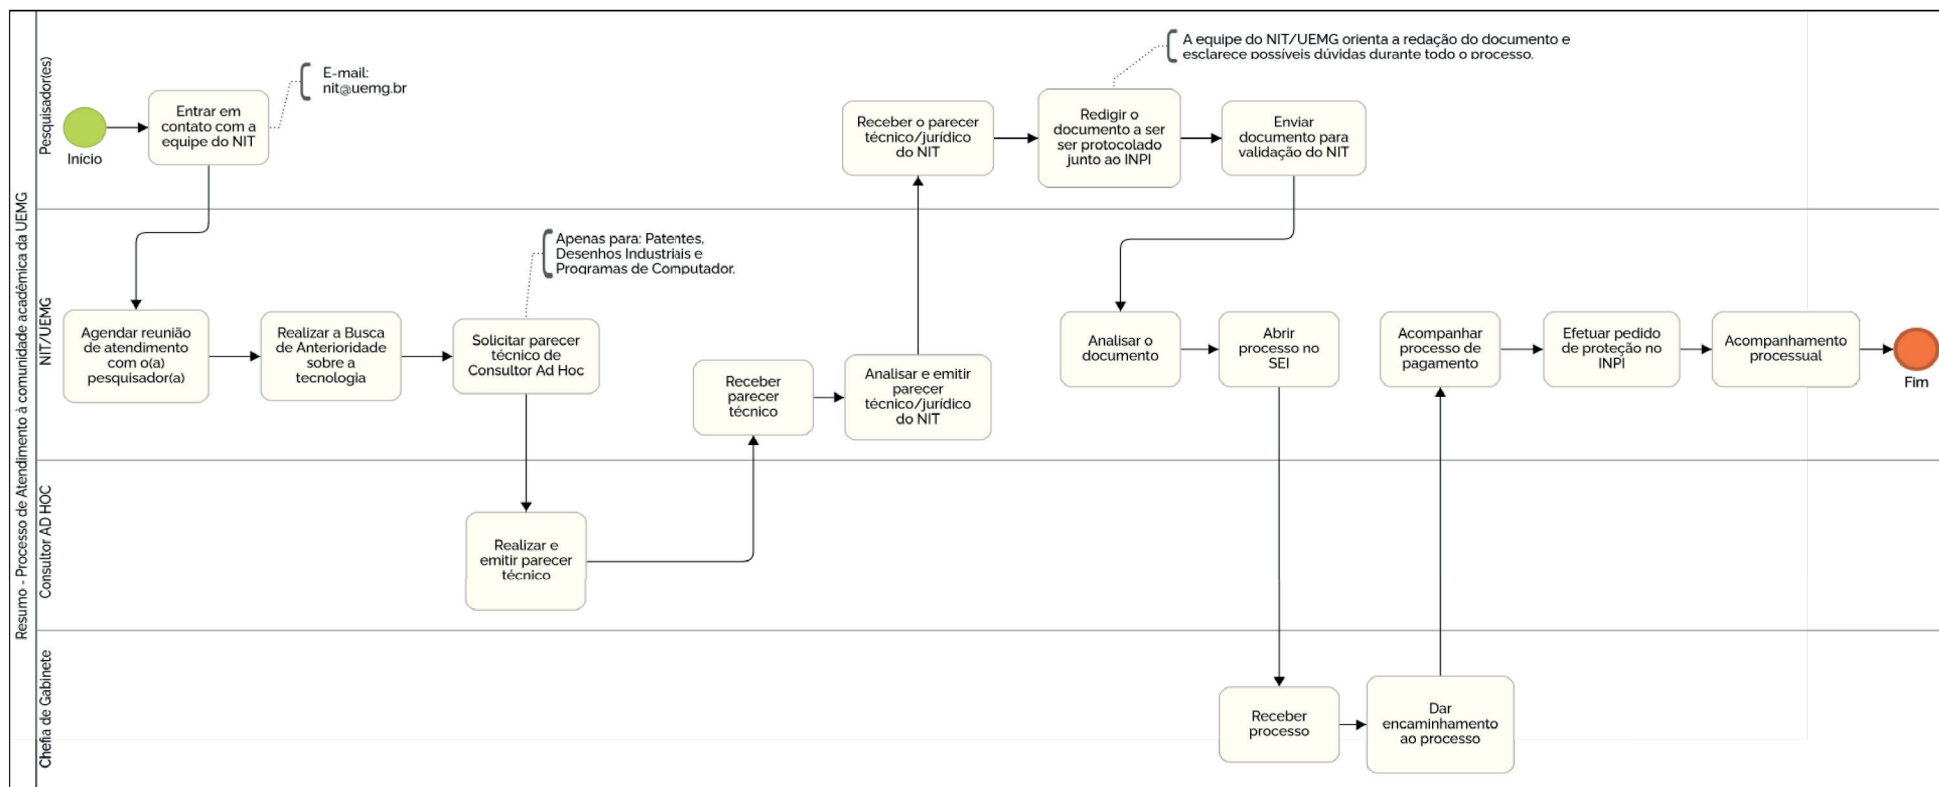 Resumo - Processo de Atendimento à comunidade acadêmica da UEMG
Pesquisador(es)
Início
Entrar em
contato com a
equipe do NIT
E-mail:
nit@uemg.br
Receber o parecer
técnico/jurídico
do NIT
Redigir o
documento a ser
ser protocolado
junto ao INPI
A equipe do NIT/UEMG orienta a redação do documento e
esclarece possíveis dúvidas durante todo o processo.
Enviar
documento para
validação do NIT
NIT/UEMG
Agendar reunião
de atendimento
com o(a)
pesquisador(a)
Realizar a Busca
de Anterioridade
sobre a
tecnologia
Solicitar parecer
técnico de
Consultor Ad Hoc
Apenas para: Patentes,
Desenhos Industriais e
Programas de Computador.
Receber
parecer
técnico
Analisar e emitir
parecer
técnico/jurídico
do NIT
Analisar o
documento
Abrir
processo no
SEI
Acompanhar
processo de
pagamento
Efetuar pedido
de proteção no
INPI
Acompanhamento
processual
Fim
Consultor AD HOC
Realizar e
emitir parecer
técnico
Chefia de Gabinete
Receber
processo
Dar
encaminhamento
ao processo